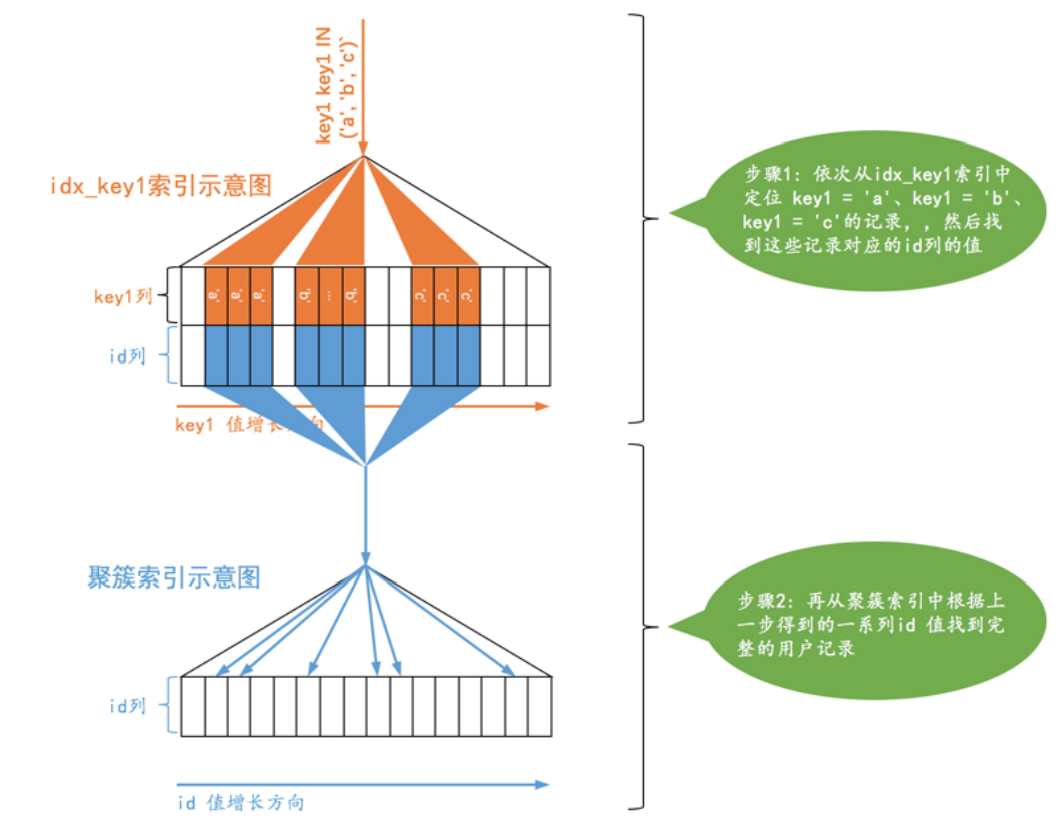 key1 key1 IN
('a', 'b', 'c')`
idx_key1索引示意图
步骤1: 依次从idx_key1索引中
定位 key1 = 'a'、key1 = 'b'、
key1 = 'c'的记录, , 然后找
到这些记录对应的id列的值
key1列
'a' 'a' 'a' 'b' ... 'b' 'c' 'c' 'c'
id列
key1 值增长方向
聚簇索引示意图
步骤2: 再从聚簇索引中根据上
一步得到的一系列id 值找到完
整的用户记录
id列
id 值增长方向